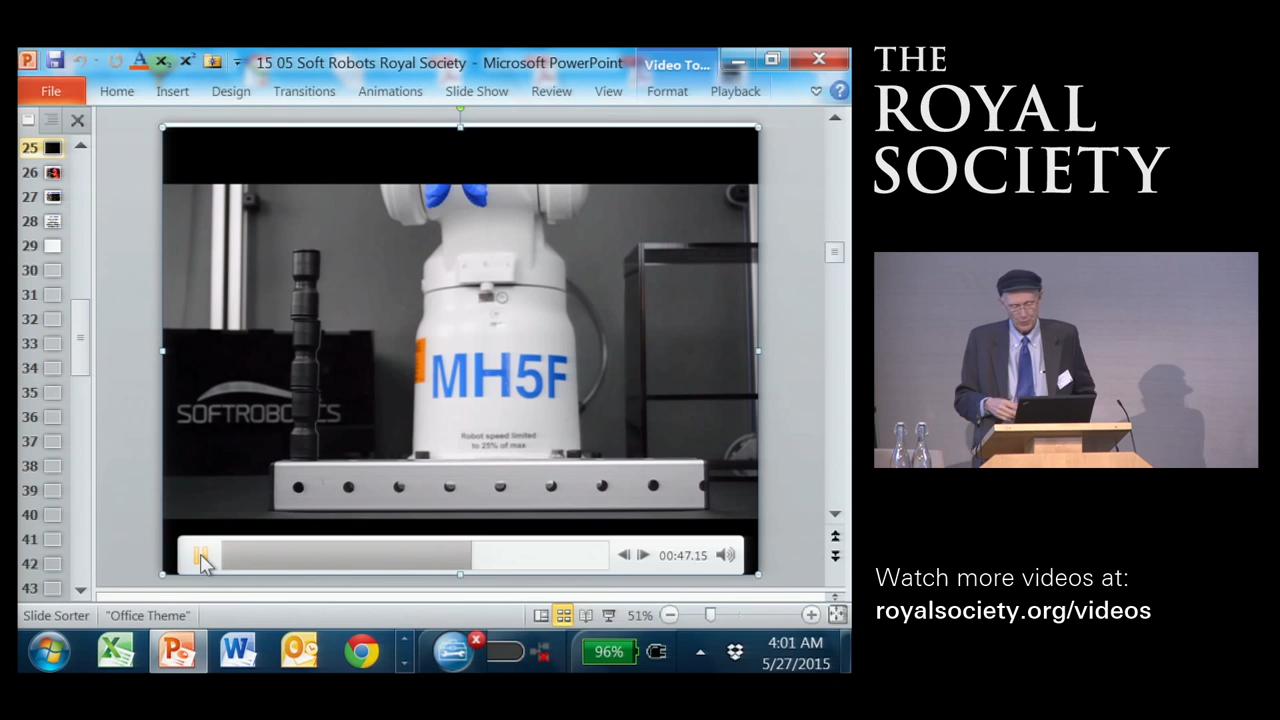 15 05 Soft Robots Royal Society - Microsoft PowerPoint
Video To...
File Home Insert Design Transitions Animations Slide Show Review View Format Playback
25
26
27
28
29
30
31
32
33
34
35
36
37
38
39
40
41
42
43
SOFTROBOTICS
MH5F
Robot speed limited
to 25% of max
00:47.15
Slide Sorter "Office Theme" 51%
96%
4:01 AM
5/27/2015
THE
ROYAL
SOCIETY
Watch more videos at:
royalsociety.org/videos